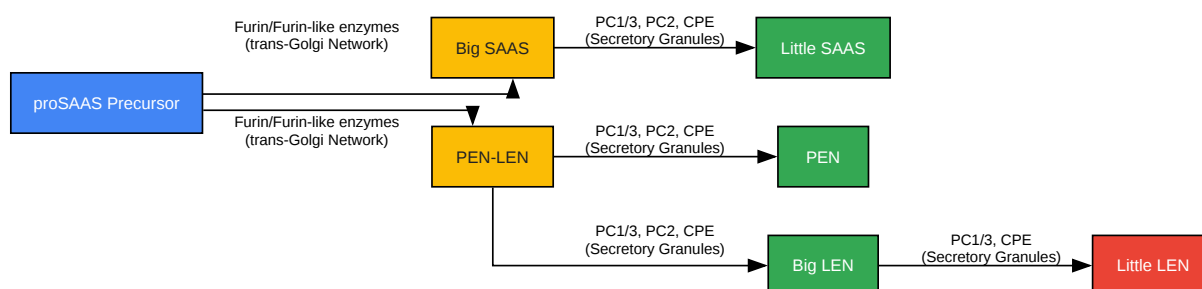 Furin/Furin-like enzymes
(trans-Golgi Network)
Big SAAS
PC1/3, PC2, CPE
(Secretory Granules)
Little SAAS
proSAAS Precursor
Furin/Furin-like enzymes
(trans-Golgi Network)
PEN-LEN
PC1/3, PC2, CPE
(Secretory Granules)
PEN
PC1/3, PC2, CPE
(Secretory Granules)
Big LEN
PC1/3, CPE
(Secretory Granules)
Little LEN